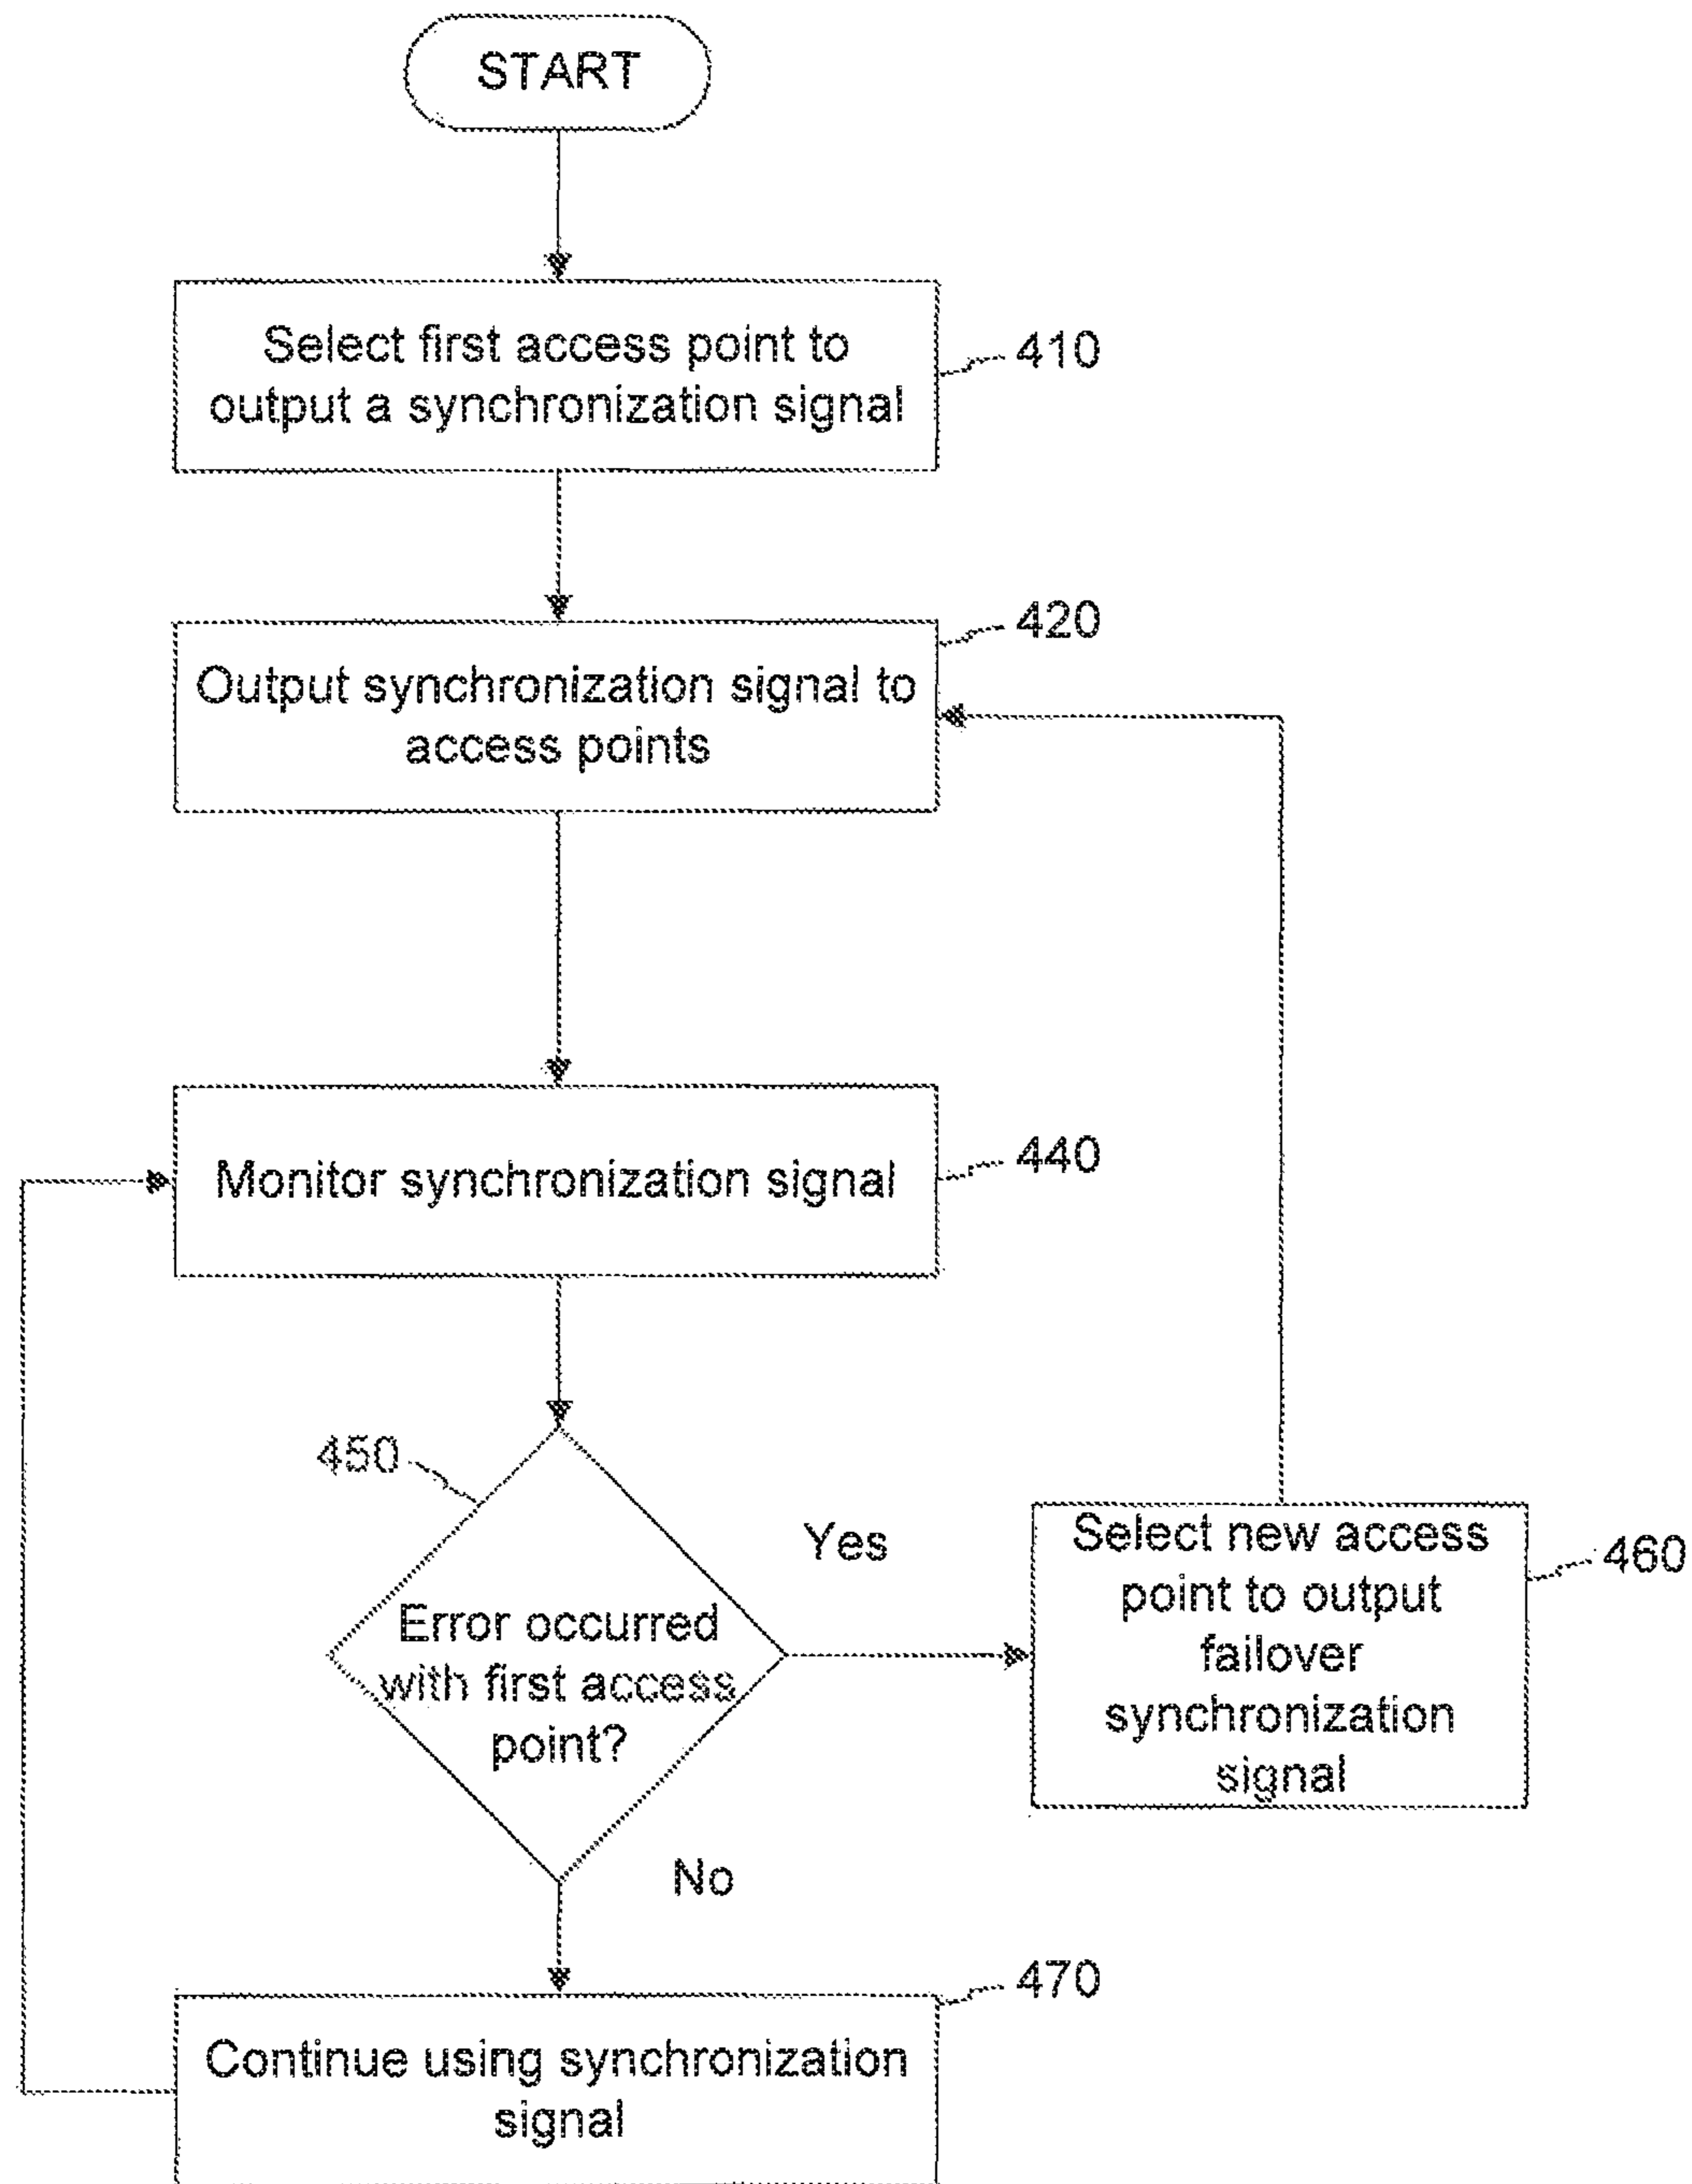 START
Select first access point to
output a synchronization signal
410
420
Output synchronization signal to
access points
Monitor synchronization signal
440
450
Yes
Error occurred
with first access
point?
Select new access
point to output
failover
synchronization
signal
460
No
470
Continue using synchronization
signal